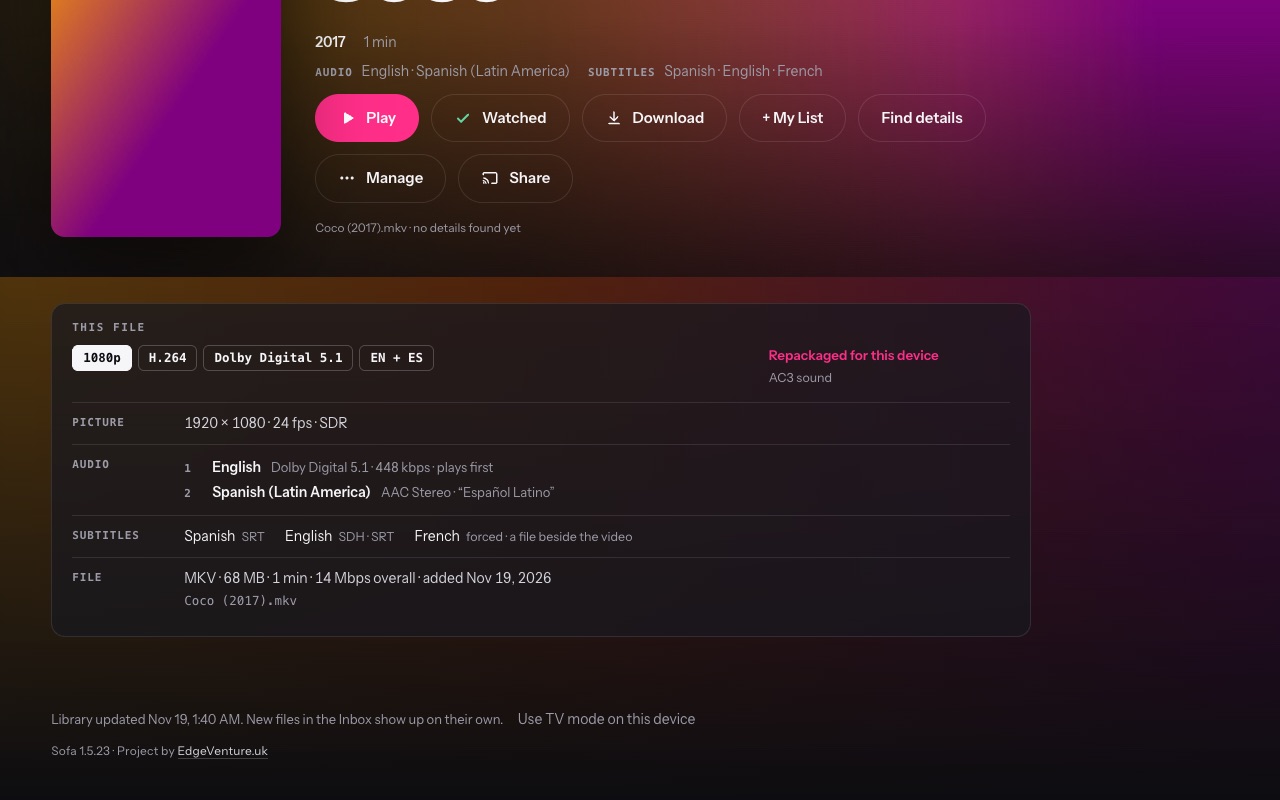 2017 1 min
AUDIO English · Spanish (Latin America) SUBTITLES Spanish · English · French
Play Watched Download + My List Find details
Manage Share
Coco (2017).mkv · no details found yet
THIS FILE
1080p H.264 Dolby Digital 5.1 EN + ES Repackaged for this device
AC3 sound
PICTURE 1920 × 1080 · 24 fps · SDR
AUDIO 1 English Dolby Digital 5.1 · 448 kbps · plays first
2 Spanish (Latin America) AAC Stereo · “Español Latino”
SUBTITLES Spanish SRT English SDH · SRT French forced · a file beside the video
FILE MKV · 68 MB · 1 min · 14 Mbps overall · added Nov 19, 2026
Coco (2017).mkv
Library updated Nov 19, 1:40 AM. New files in the Inbox show up on their own. Use TV mode on this device
Sofa 1.5.23 · Project by EdgeVenture.uk